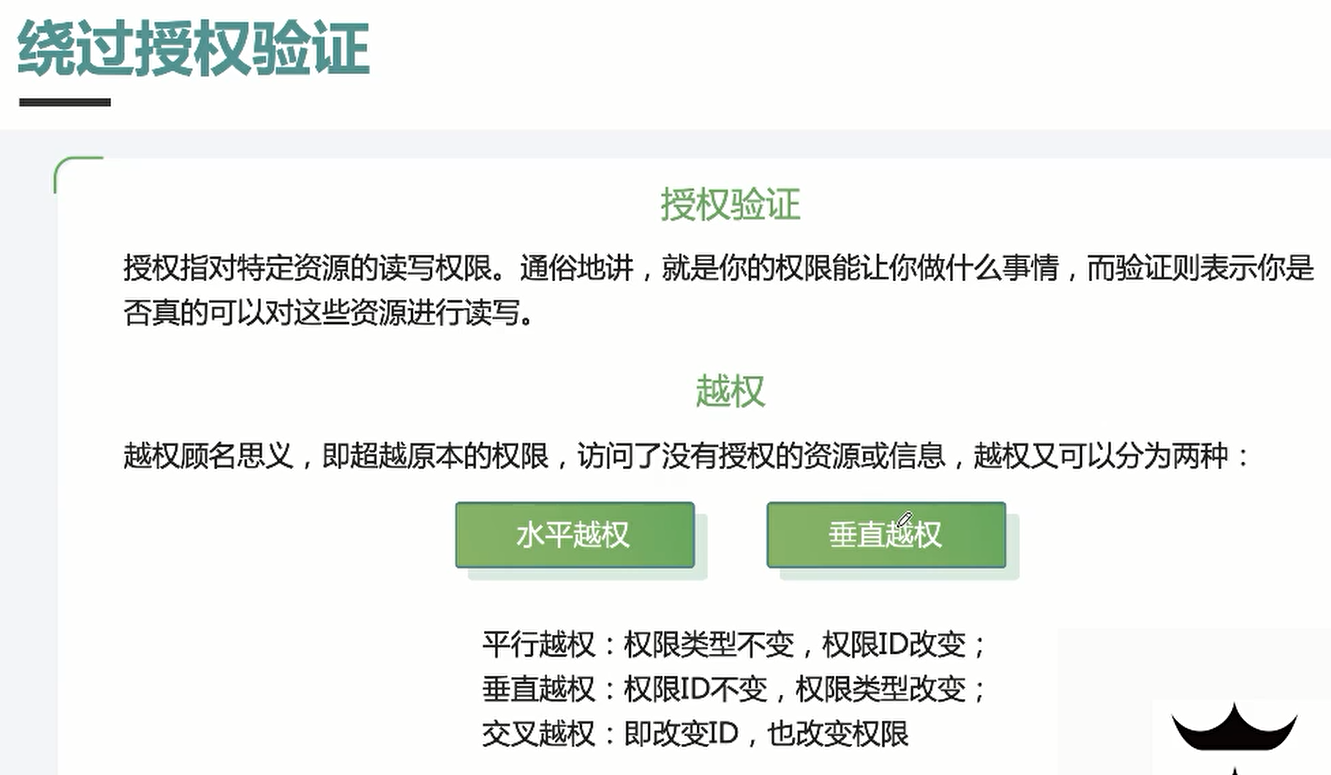 绕过授权验证
授权验证
授权指对特定资源的读写权限。通俗地讲，就是你的权限能让你做什么事情，而验证则表示你是
否真的可以对这些资源进行读写。
越权
越权顾名思义，即超越原本的权限，访问了没有授权的资源或信息，越权又可以分为两种：
水平越权
垂直越权
平行越权：权限类型不变，权限ID改变；
垂直越权：权限ID不变，权限类型改变；
交叉越权：即改变ID，也改变权限